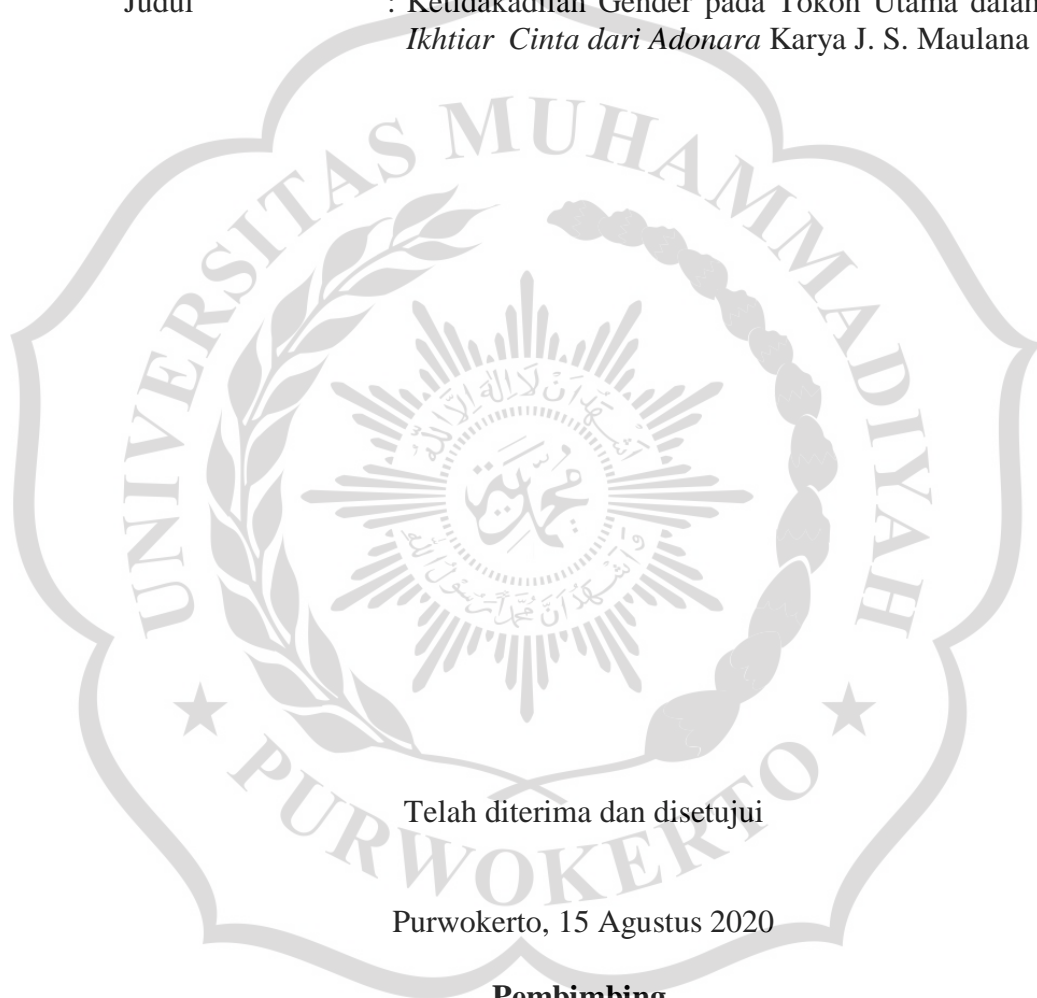 Judul : Ketidakadilan Gender pada Tokoh Utama dalam
Ikhtiar Cinta dari Adonara Karya J. S. Maulana
UNIVERSITAS MUHAMMADIYAH
PURWOKERTO
Telah diterima dan disetujui
Purwokerto, 15 Agustus 2020
Pembimbing